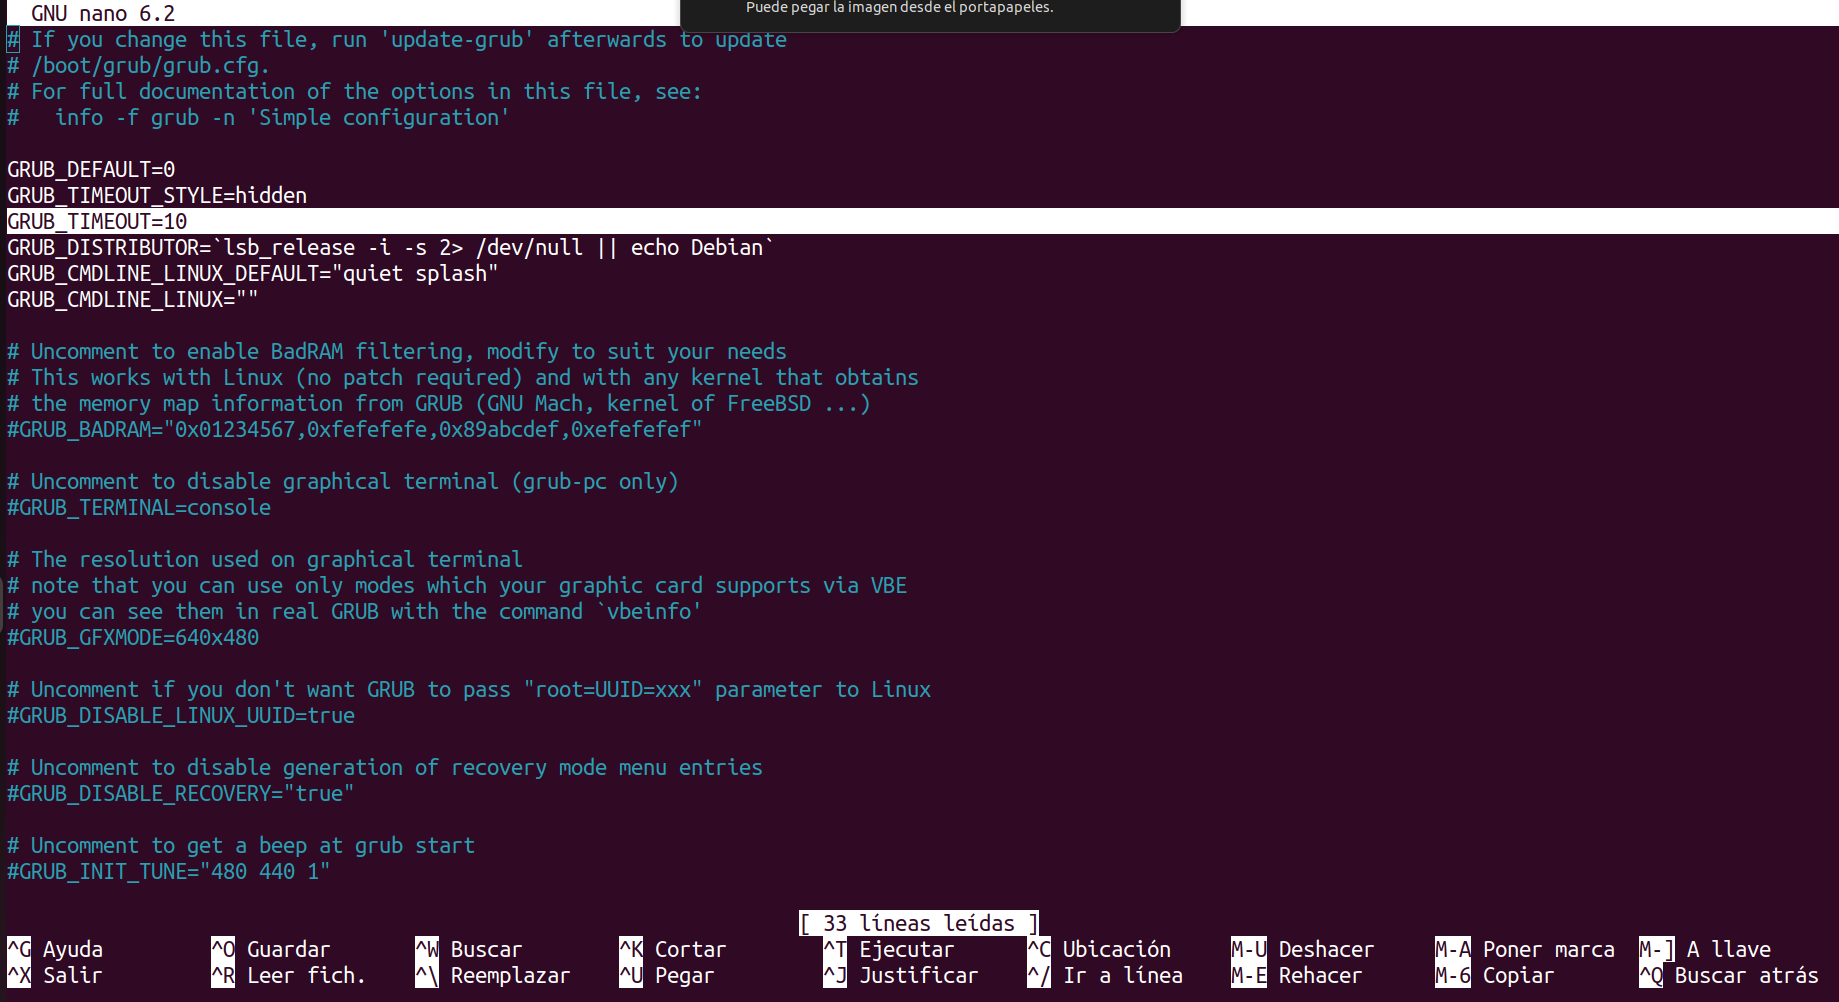 GNU nano 6.2
Puede pegar la imagen desde el portapapeles.
# If you change this file, run 'update-grub' afterwards to update
# /boot/grub/grub.cfg.
# For full documentation of the options in this file, see:
#   info -f grub -n 'Simple configuration'
GRUB_DEFAULT=0
GRUB_TIMEOUT_STYLE=hidden
GRUB_TIMEOUT=10
GRUB_DISTRIBUTOR=`lsb_release -i -s 2> /dev/null || echo Debian`
GRUB_CMDLINE_LINUX_DEFAULT="quiet splash"
GRUB_CMDLINE_LINUX=""
# Uncomment to enable BadRAM filtering, modify to suit your needs
# This works with Linux (no patch required) and with any kernel that obtains
# the memory map information from GRUB (GNU Mach, kernel of FreeBSD ...)
#GRUB_BADRAM="0x01234567,0xfefefefe,0x89abcdef,0xefefefef"
# Uncomment to disable graphical terminal (grub-pc only)
#GRUB_TERMINAL=console
# The resolution used on graphical terminal
# note that you can use only modes which your graphic card supports via VBE
# you can see them in real GRUB with the command `vbeinfo'
#GRUB_GFXMODE=640x480
# Uncomment if you don't want GRUB to pass "root=UUID=xxx" parameter to Linux
#GRUB_DISABLE_LINUX_UUID=true
# Uncomment to disable generation of recovery mode menu entries
#GRUB_DISABLE_RECOVERY="true"
# Uncomment to get a beep at grub start
#GRUB_INIT_TUNE="480 440 1"
[ 33 líneas leídas ]
^G Ayuda ^O Guardar ^W Buscar ^K Cortar ^T Ejecutar ^C Ubicación M-U Deshacer M-A Poner marca M-] A llave
^X Salir ^R Leer fich. ^\ Reemplazar ^U Pegar ^J Justificar ^/ Ir a línea M-E Rehacer M-6 Copiar ^Q Buscar atrás